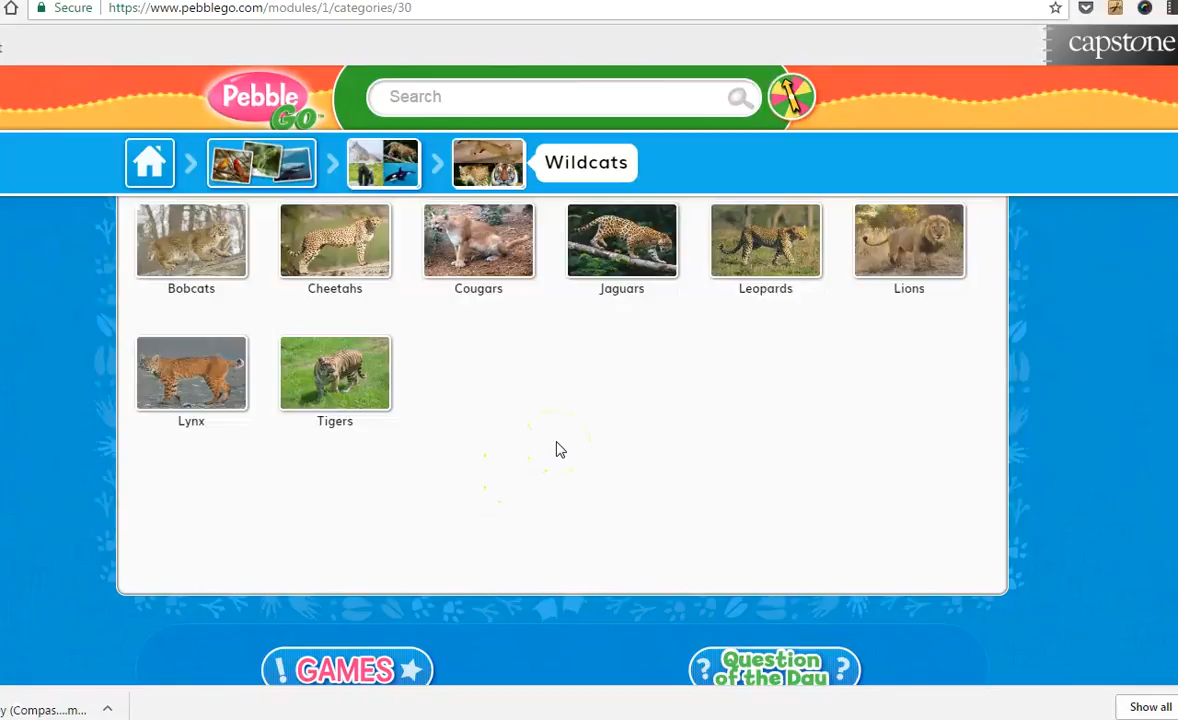 Secure
https://www.pebblego.com/modules/1/categories/30
capstone
Pebble
Go
Search
Wildcats
Bobcats
Cheetahs
Cougars
Jaguars
Leopards
Lions
Lynx
Tigers
! GAMES
? Question ?
of the Day
y (Compas....m...
Show all